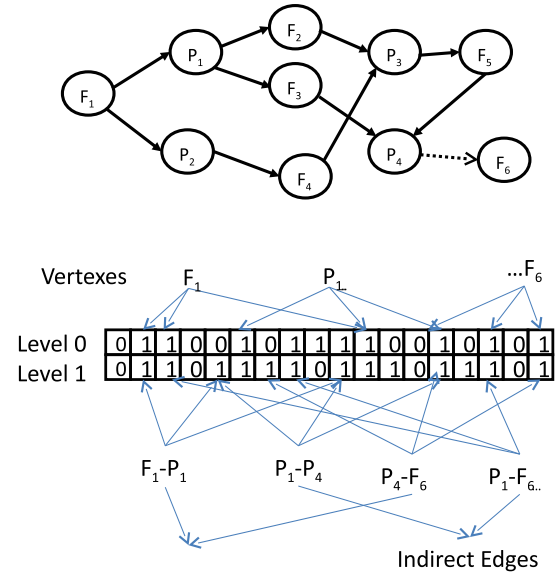 F2
P1
P3
F5
F1
F3
P2
P4
F4
F6
Vertexes
F1
P1..
...F6
Level 0 0 1 1 0 0 1 0 1 1 1 1 0 0 1 0 1 0 1
Level 1 0 1 1 0 1 1 1 1 0 1 1 1 0 1 1 1 0 1
F1-P1
P1-P4
P4-F6
P1-F6..
Indirect Edges